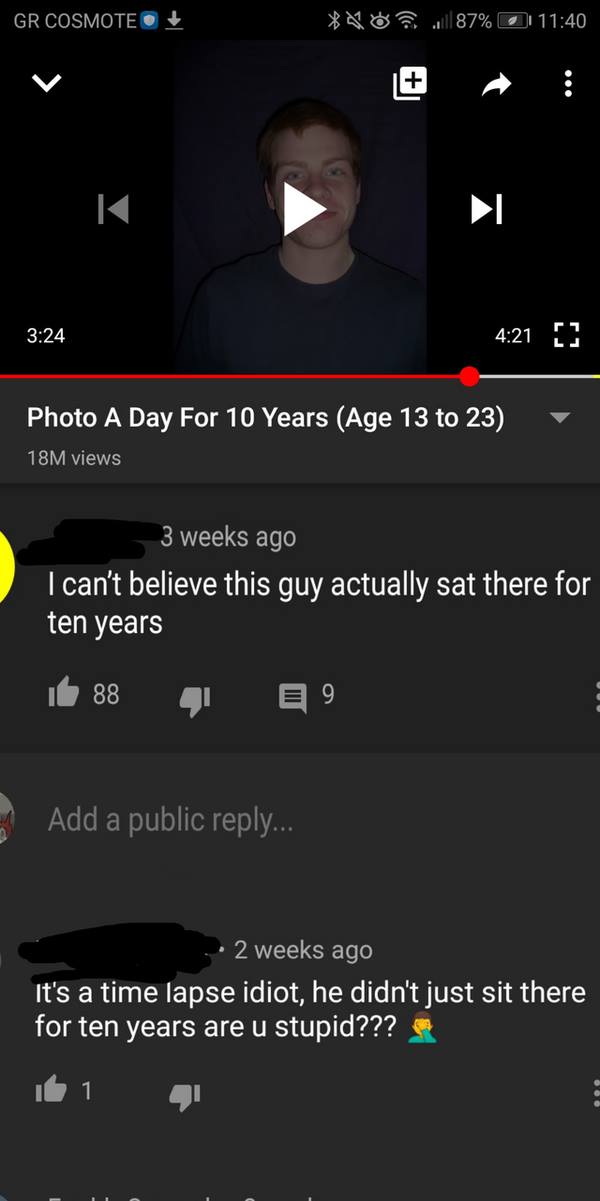 GR COSMOTE 87% 11:40
3:24 4:21
Photo A Day For 10 Years (Age 13 to 23)
18M views
3 weeks ago
I can't believe this guy actually sat there for
ten years
88 9
Add a public reply...
• 2 weeks ago
It's a time lapse idiot, he didn't just sit there
for ten years are u stupid??? 🤦‍♂️
1